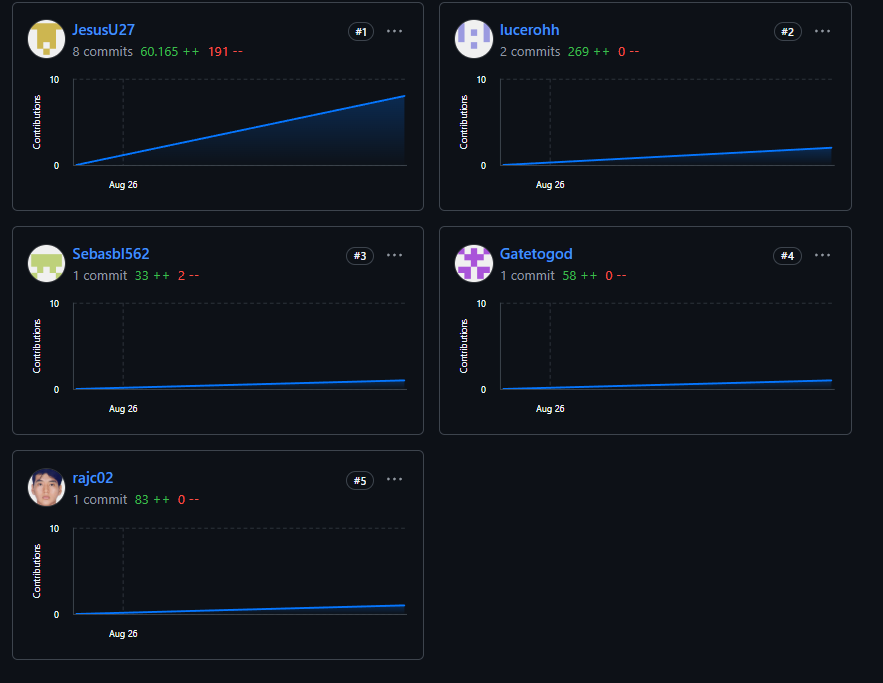 JesusU27 #1 ···
8 commits 60.165 ++ 191 --
10
Contributions
0
Aug 26
lucerohh #2 ···
2 commits 269 ++ 0 --
10
Contributions
0
Aug 26
Sebasbl562 #3 ···
1 commit 33 ++ 2 --
10
Contributions
0
Aug 26
Gatetogod #4 ···
1 commit 58 ++ 0 --
10
Contributions
0
Aug 26
rajc02 #5 ···
1 commit 83 ++ 0 --
10
Contributions
0
Aug 26